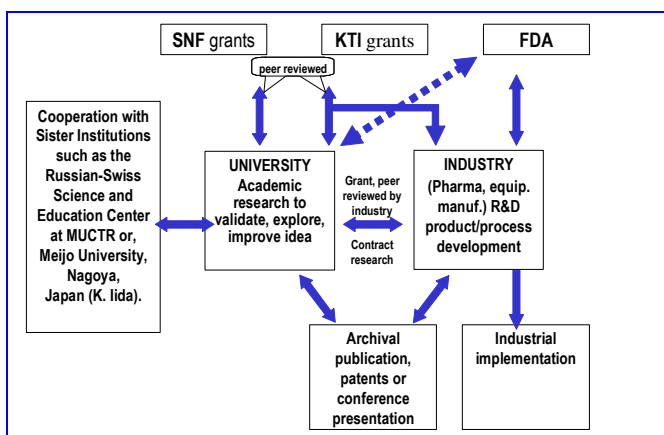 SNF grants
KTI grants
FDA
peer reviewed
Cooperation with
Sister Institutions
such as the
Russian-Swiss
Science and
Education Center
at MUCTR or,
Meijo University,
Nagoya,
Japan (K. Iida).
UNIVERSITY
Academic
research to
validate, explore,
improve idea
Grant, peer
reviewed by
industry
Contract
research
INDUSTRY
(Pharma, equip.
manuf.) R&D
product/process
development
Archival
publication,
patents or
conference
presentation
Industrial
implementation